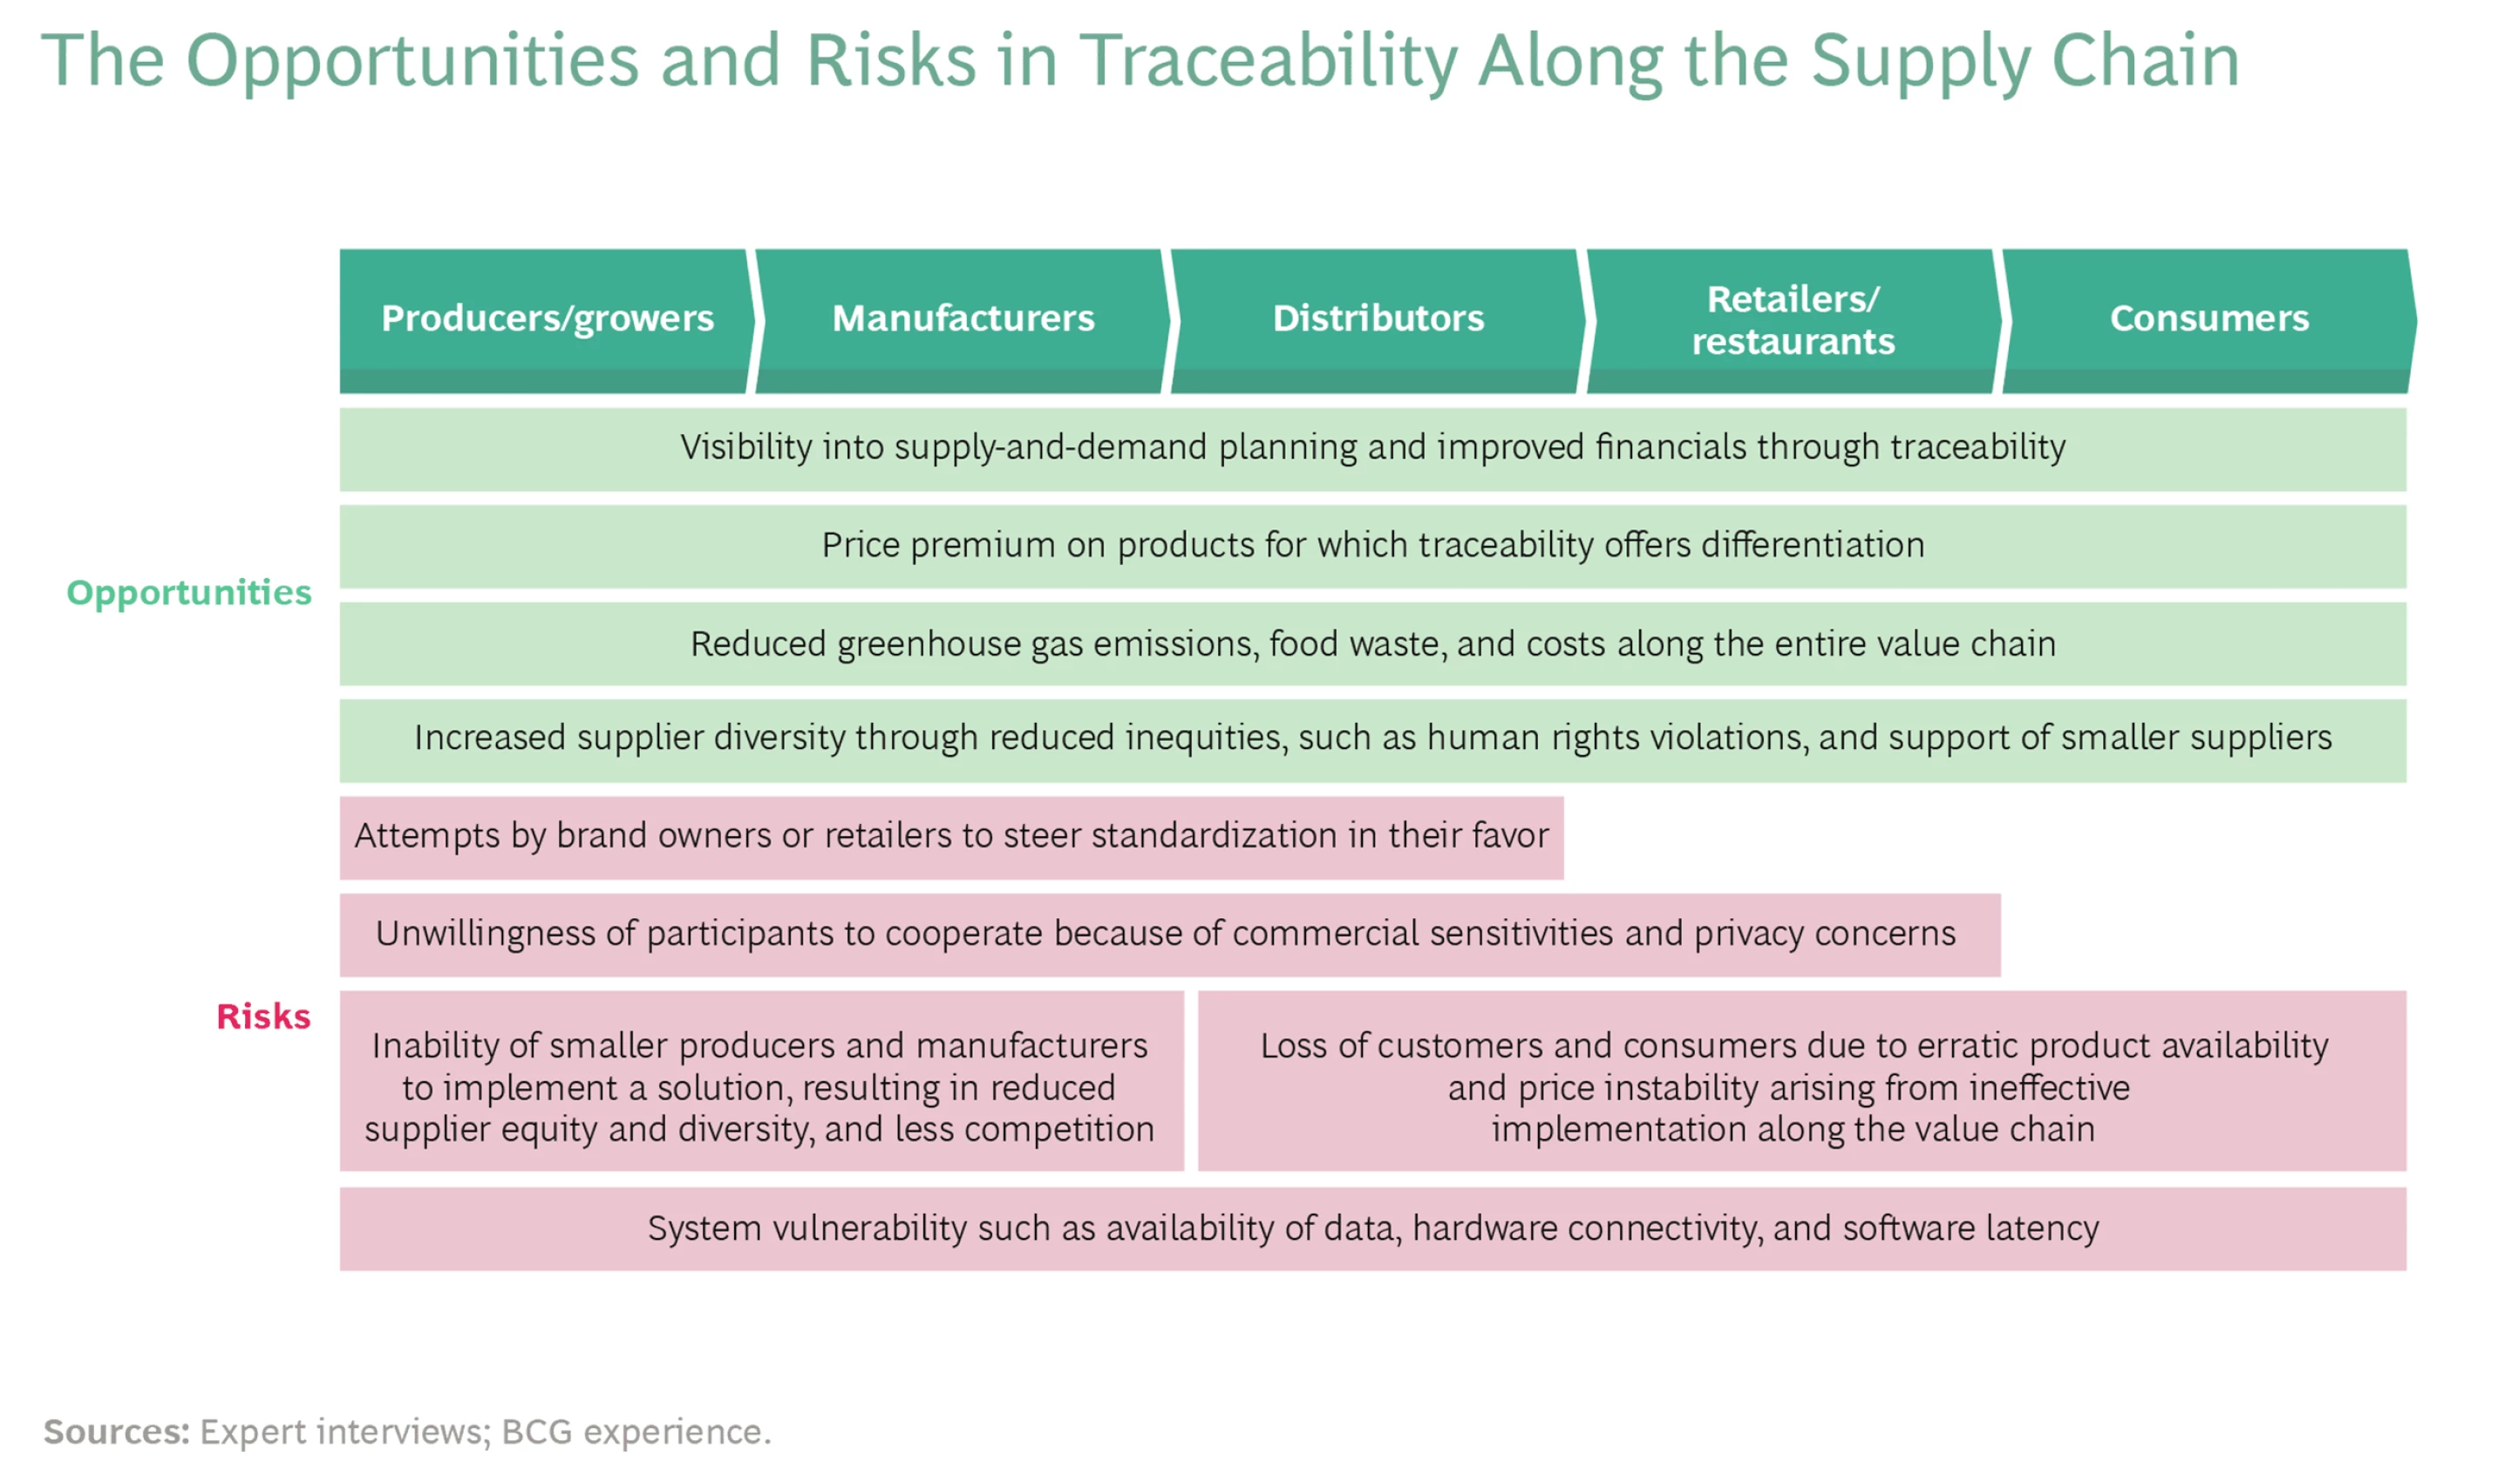 The Opportunities and Risks in Traceability Along the Supply Chain
Producers/growers
Manufacturers
Distributors
Retailers/
restaurants
Consumers
Opportunities
Visibility into supply-and-demand planning and improved financials through traceability
Price premium on products for which traceability offers differentiation
Reduced greenhouse gas emissions, food waste, and costs along the entire value chain
Increased supplier diversity through reduced inequities, such as human rights violations, and support of smaller suppliers
Risks
Attempts by brand owners or retailers to steer standardization in their favor
Unwillingness of participants to cooperate because of commercial sensitivities and privacy concerns
Inability of smaller producers and manufacturers
to implement a solution, resulting in reduced
supplier equity and diversity, and less competition
Loss of customers and consumers due to erratic product availability
and price instability arising from ineffective
implementation along the value chain
System vulnerability such as availability of data, hardware connectivity, and software latency
Sources: Expert interviews; BCG experience.